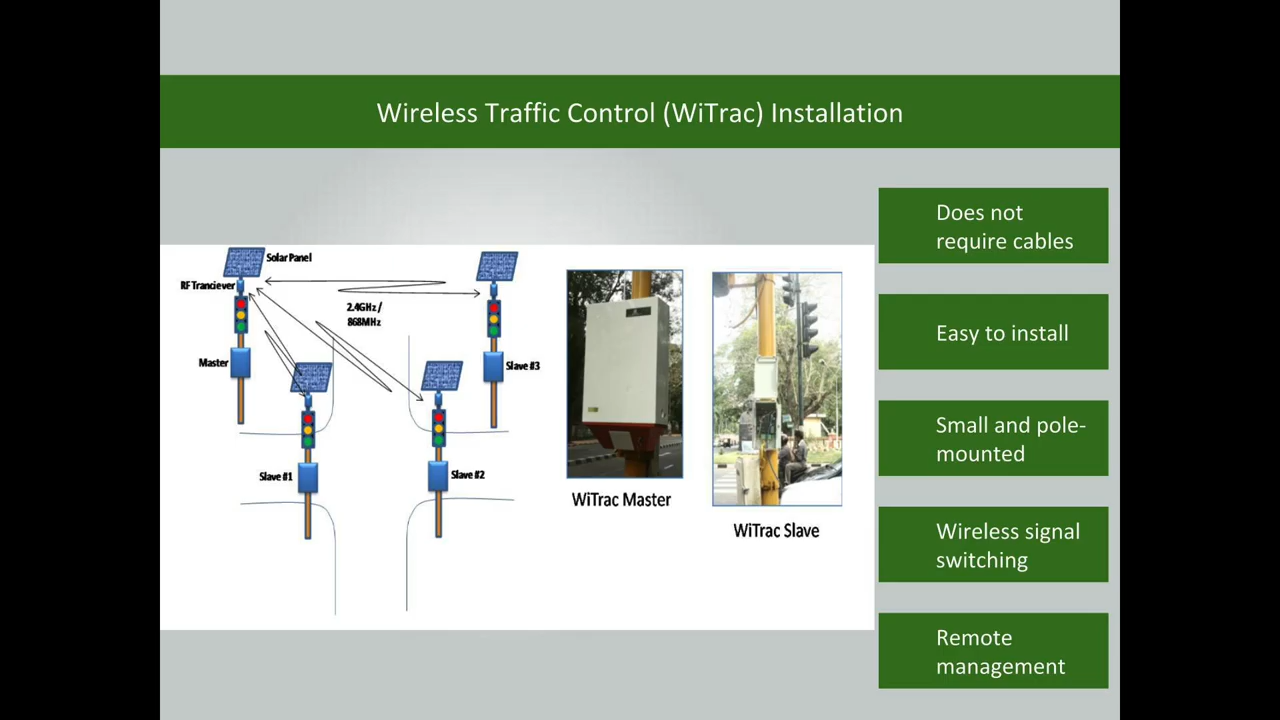 Wireless Traffic Control (WiTrac) Installation
Solar Panel
RF Tranciever
2.4GHz /
868MHz
Master
Slave #3
Slave #1
Slave #2
WiTrac Master
WiTrac Slave
Does not
require cables
Easy to install
Small and pole-
mounted
Wireless signal
switching
Remote
management